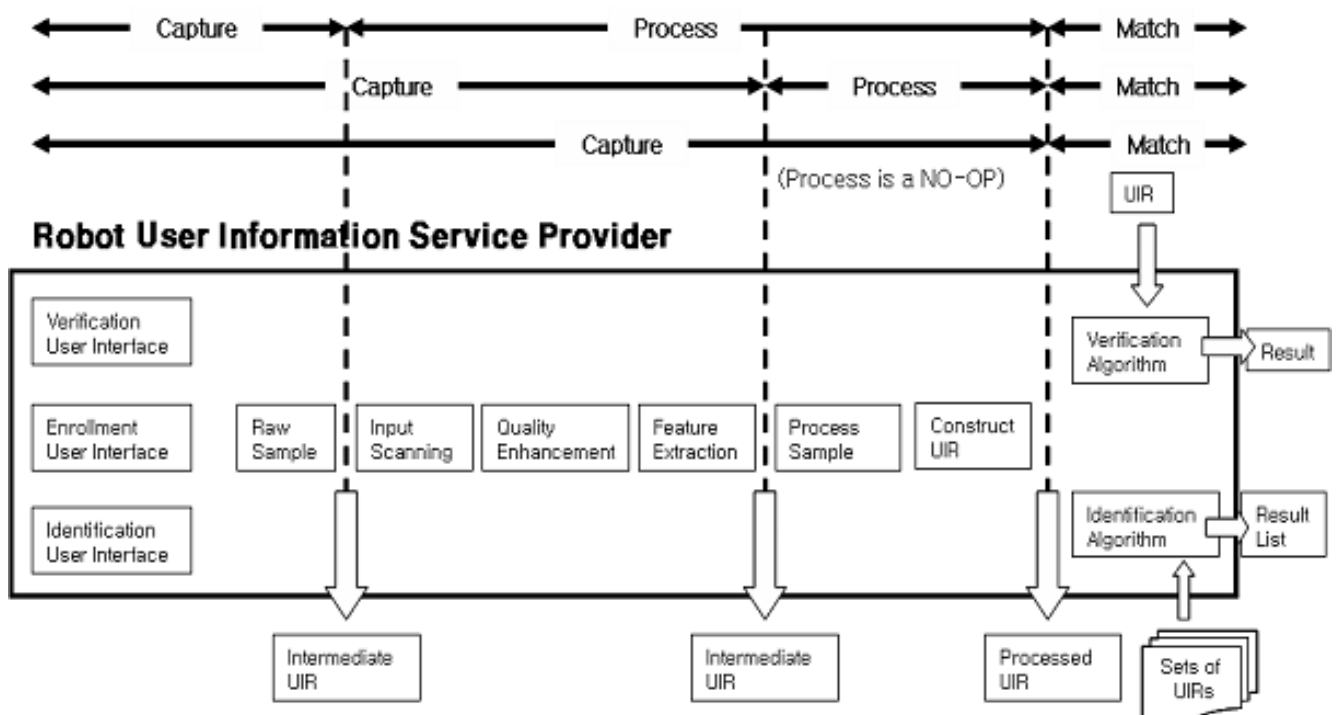 Capture Process Match
Capture Process Match
Capture Match
(Process is a NO-OP)
UIR
Robot User Information Service Provider
Verification
User Interface
Verification
Algorithm
Result
Enrollment
User Interface
Raw
Sample
Input
Scanning
Quality
Enhancement
Feature
Extraction
Process
Sample
Construct
UIR
Identification
User Interface
Identification
Algorithm
Result
List
Intermediate
UIR
Intermediate
UIR
Processed
UIR
Sets of
UIRs